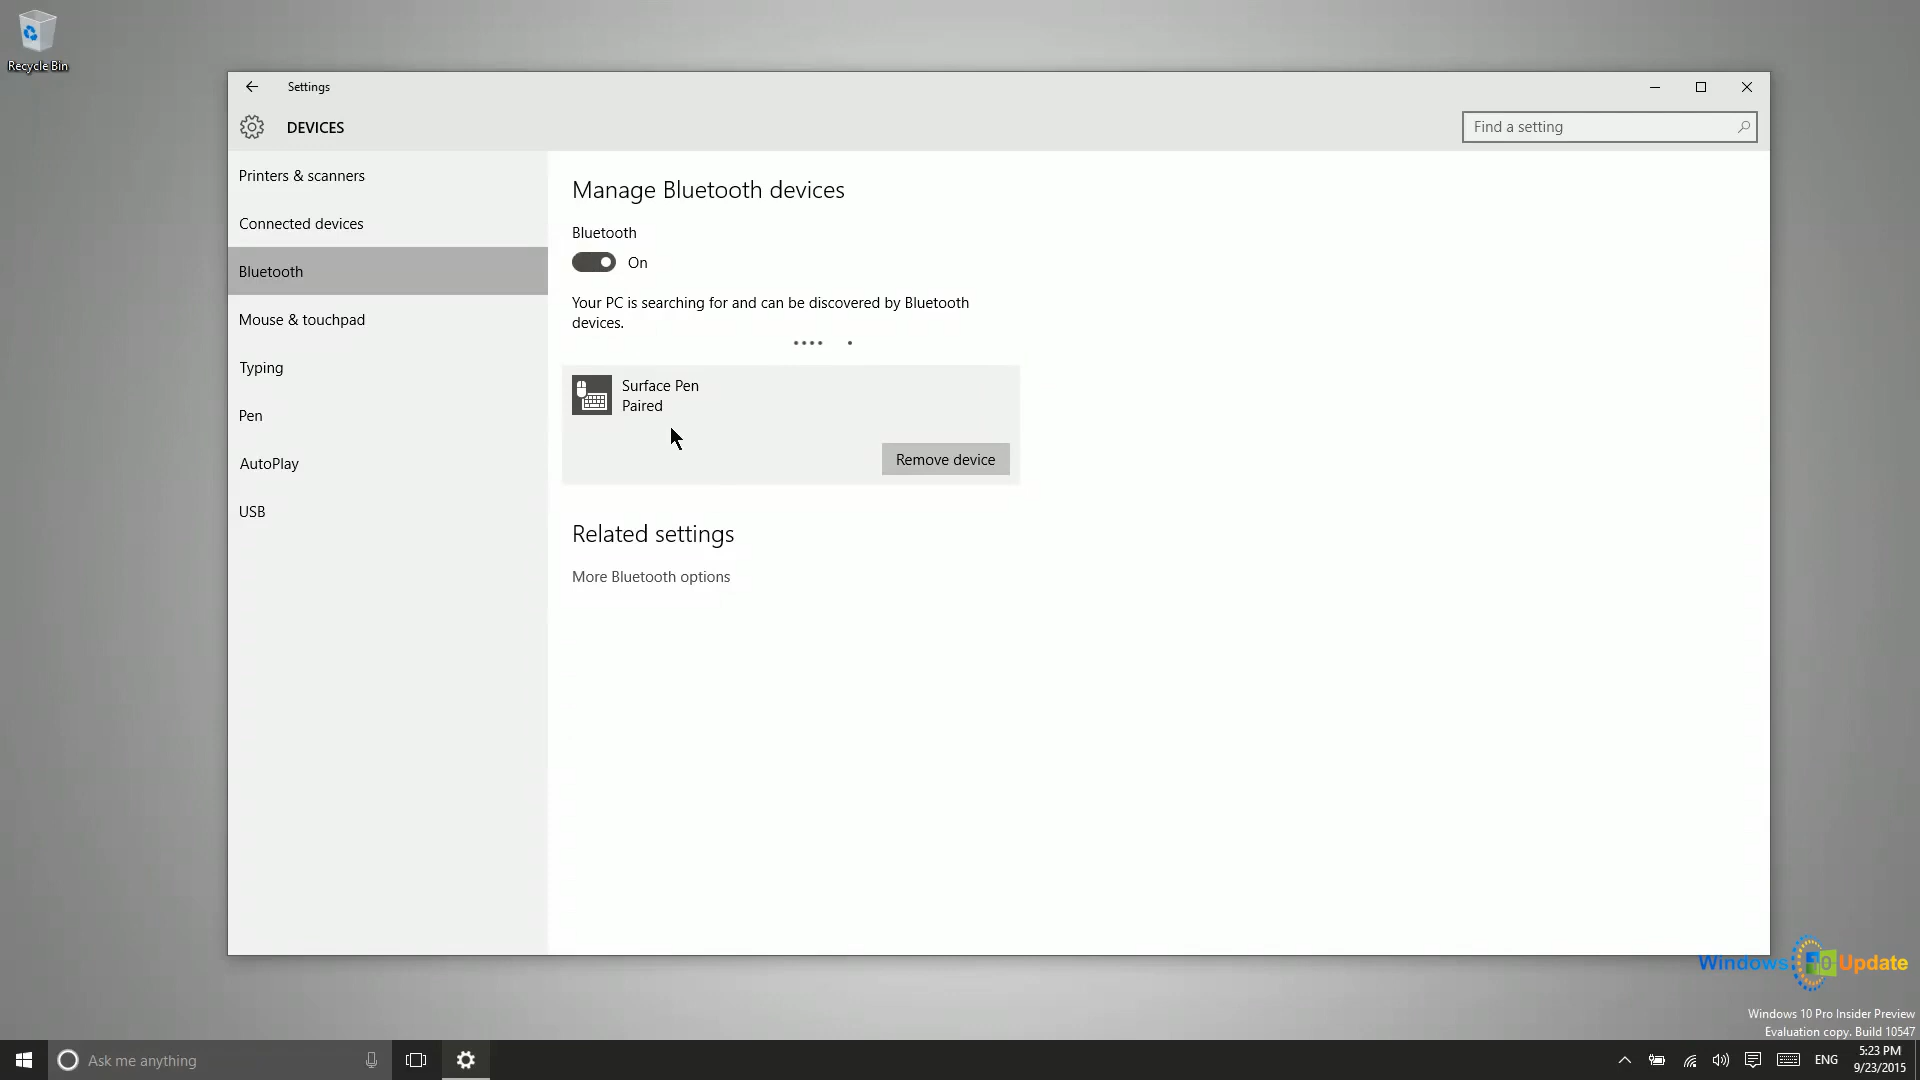 Recycle Bin
Settings
DEVICES
Find a setting
Printers & scanners
Connected devices
Bluetooth
Mouse & touchpad
Typing
Pen
AutoPlay
USB
Manage Bluetooth devices
Bluetooth
On
Your PC is searching for and can be discovered by Bluetooth
devices.
Surface Pen
Paired
Remove device
Related settings
More Bluetooth options
Windows 10 Update
Windows 10 Pro Insider Preview
Evaluation copy. Build 10547
Ask me anything
ENG
5:23 PM
9/23/2015